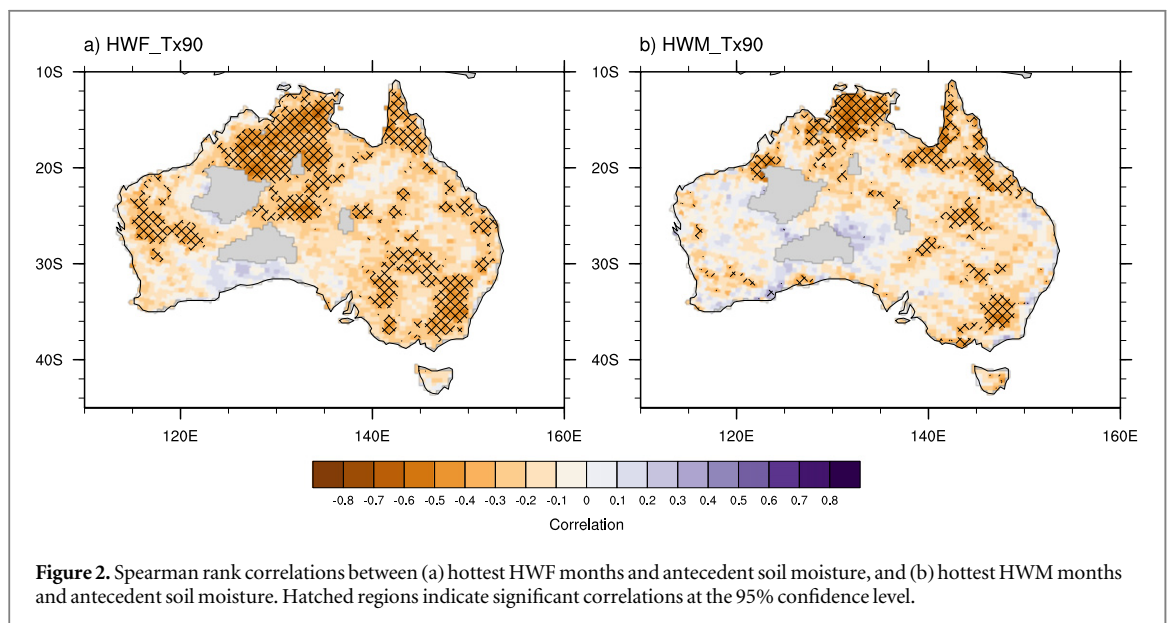 a) HWF_Tx90
b) HWM_Tx90
10S
20S
30S
40S
120E 140E 160E
10S
20S
30S
40S
120E 140E 160E
-0.8 -0.7 -0.6 -0.5 -0.4 -0.3 -0.2 -0.1 0 0.1 0.2 0.3 0.4 0.5 0.6 0.7 0.8
Correlation
Figure 2. Spearman rank correlations between (a) hottest HWF months and antecedent soil moisture, and (b) hottest HWM months
and antecedent soil moisture. Hatched regions indicate significant correlations at the 95% confidence level.